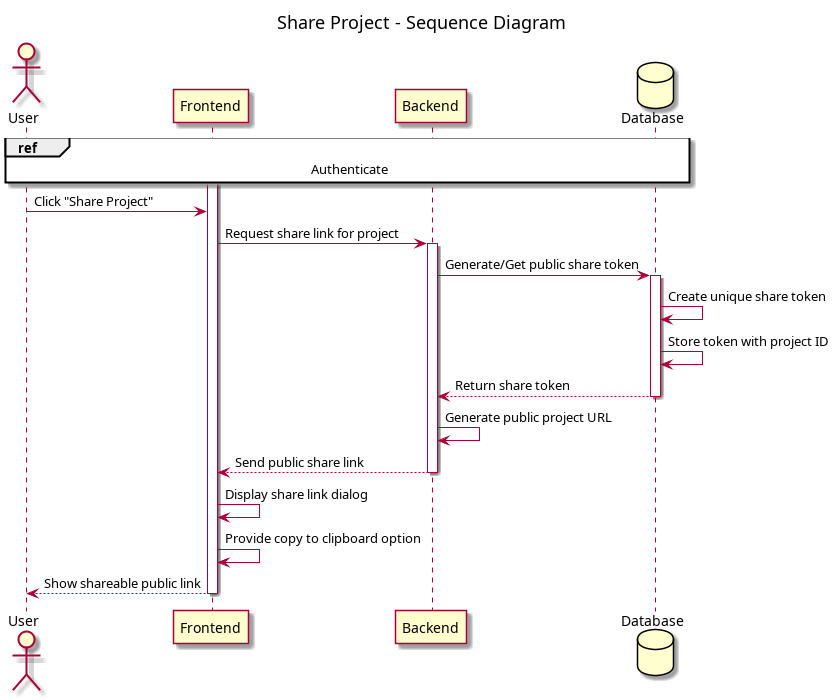 Share Project - Sequence Diagram
User
Frontend
Backend
Database
ref
Authenticate
Click "Share Project"
Request share link for project
Generate/Get public share token
Create unique share token
Store token with project ID
Return share token
Generate public project URL
Send public share link
Display share link dialog
Provide copy to clipboard option
Show shareable public link
User
Frontend
Backend
Database